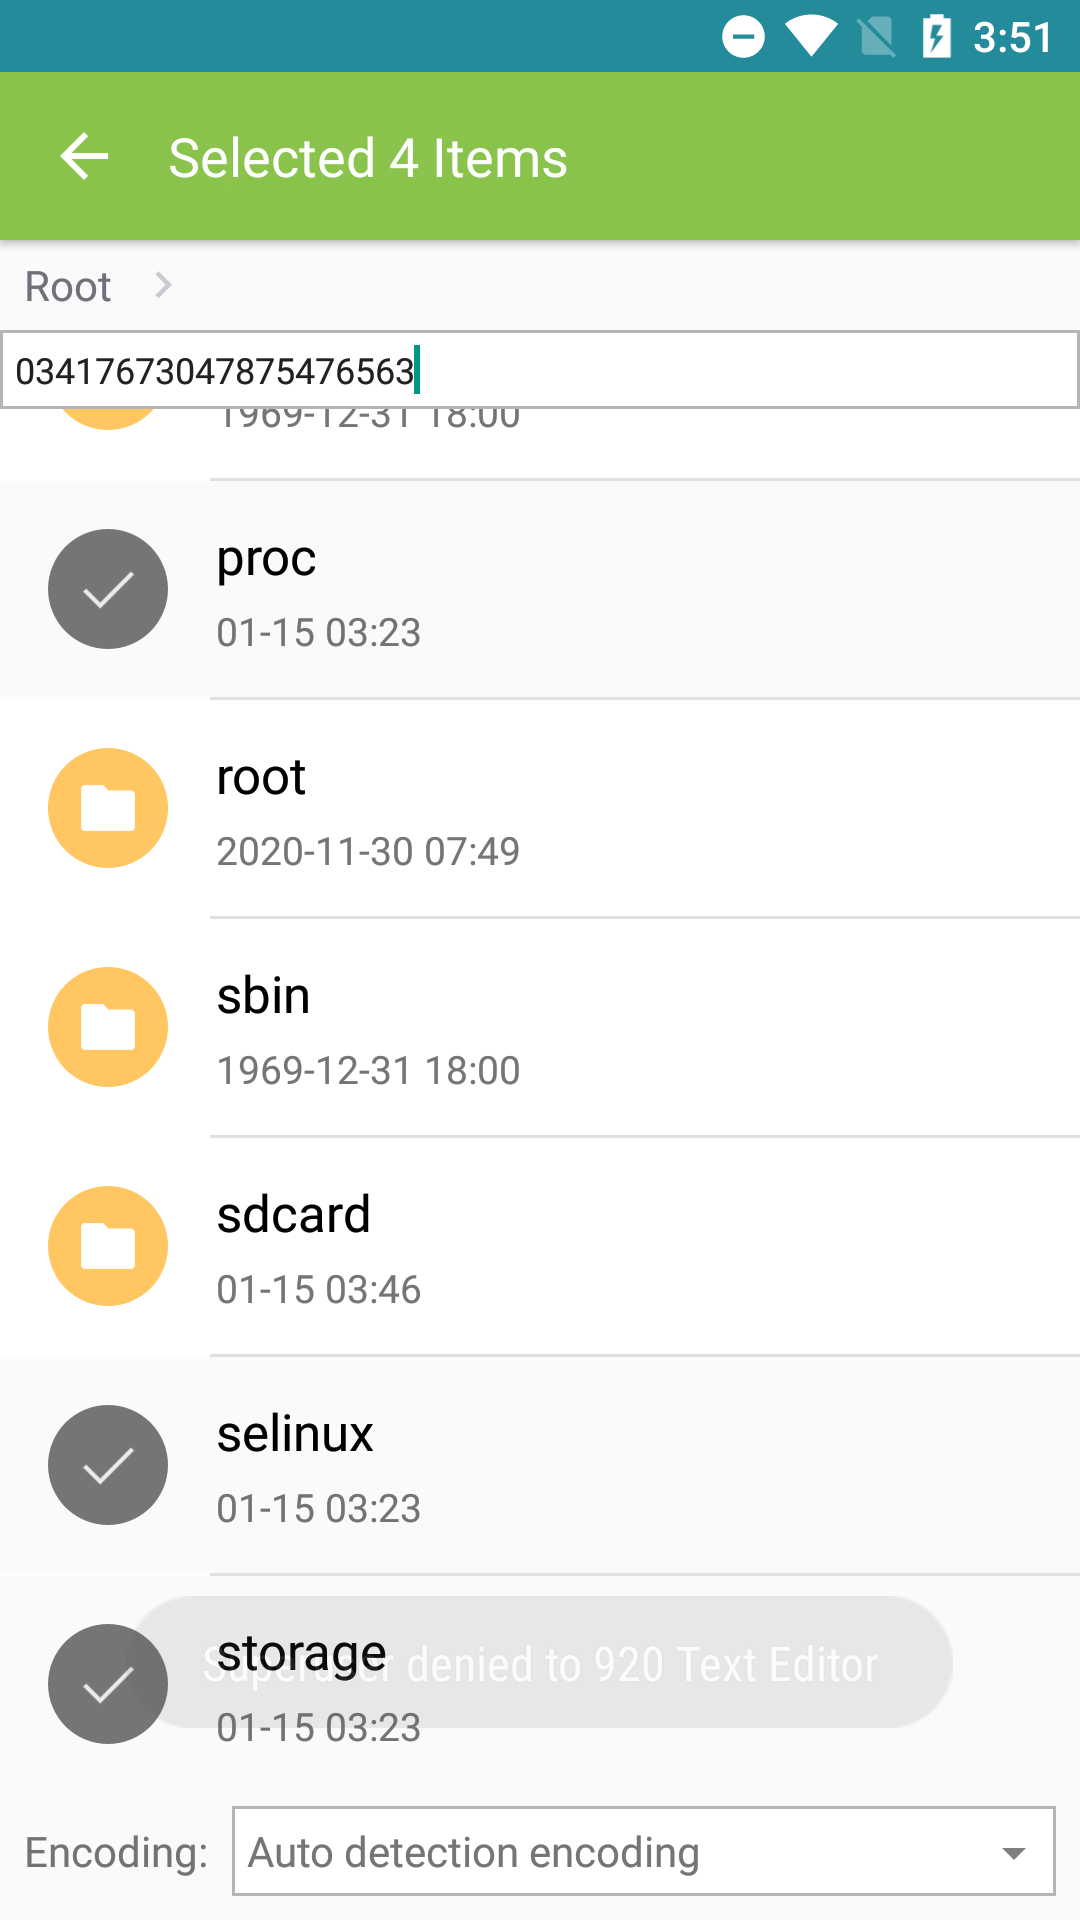 3:51
Selected 4 Items
Root
03417673047875476563
1969-12-31 18:00
proc
01-15 03:23
root
2020-11-30 07:49
sbin
1969-12-31 18:00
sdcard
01-15 03:46
selinux
01-15 03:23
storage
Superuser denied to 920 Text Editor
01-15 03:23
Encoding: Auto detection encoding